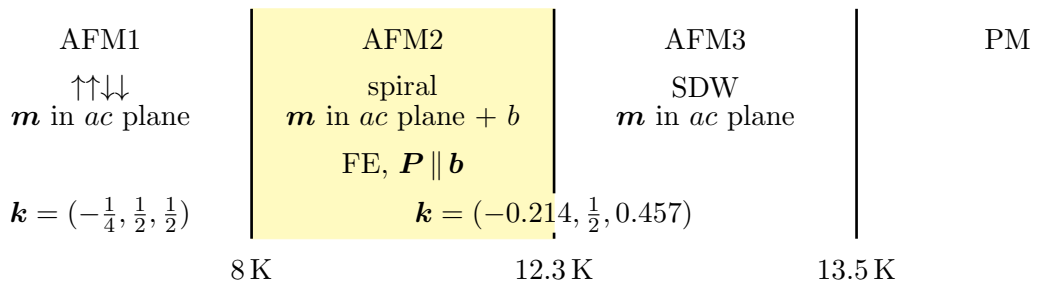 AFM1 AFM2 AFM3 PM
↑↑↓↓ spiral SDW
m in ac plane m in ac plane + b m in ac plane
FE, P ∥ b
k = (−1/4, 1/2, 1/2) k = (−0.214, 1/2, 0.457)
8 K 12.3 K 13.5 K